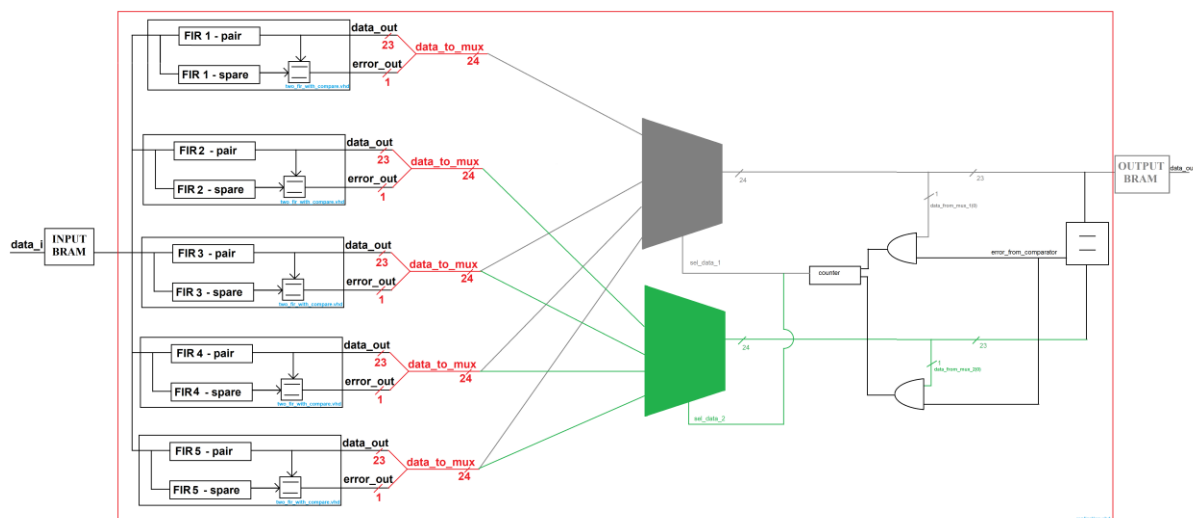 FIR 1 - pair
data_out
23
data_to_mux
24
FIR 1 - spare
error_out
1
two_fir_with_compare.vhd
FIR 2 - pair
data_out
23
data_to_mux
24
FIR 2 - spare
error_out
1
two_fir_with_compare.vhd
data_i
INPUT
BRAM
FIR 3 - pair
data_out
23
data_to_mux
24
FIR 3 - spare
error_out
1
two_fir_with_compare.vhd
FIR 4 - pair
data_out
23
data_to_mux
24
FIR 4 - spare
error_out
1
two_fir_with_compare.vhd
FIR 5 - pair
data_out
23
data_to_mux
24
FIR 5 - spare
error_out
1
two_fir_with_compare.vhd
24
23
OUTPUT
BRAM
data_ou
1
data_from_mux_1(0)
error_from_comparator
sel_data_1
counter
24
23
1
data_from_mux_2(0)
sel_data_2